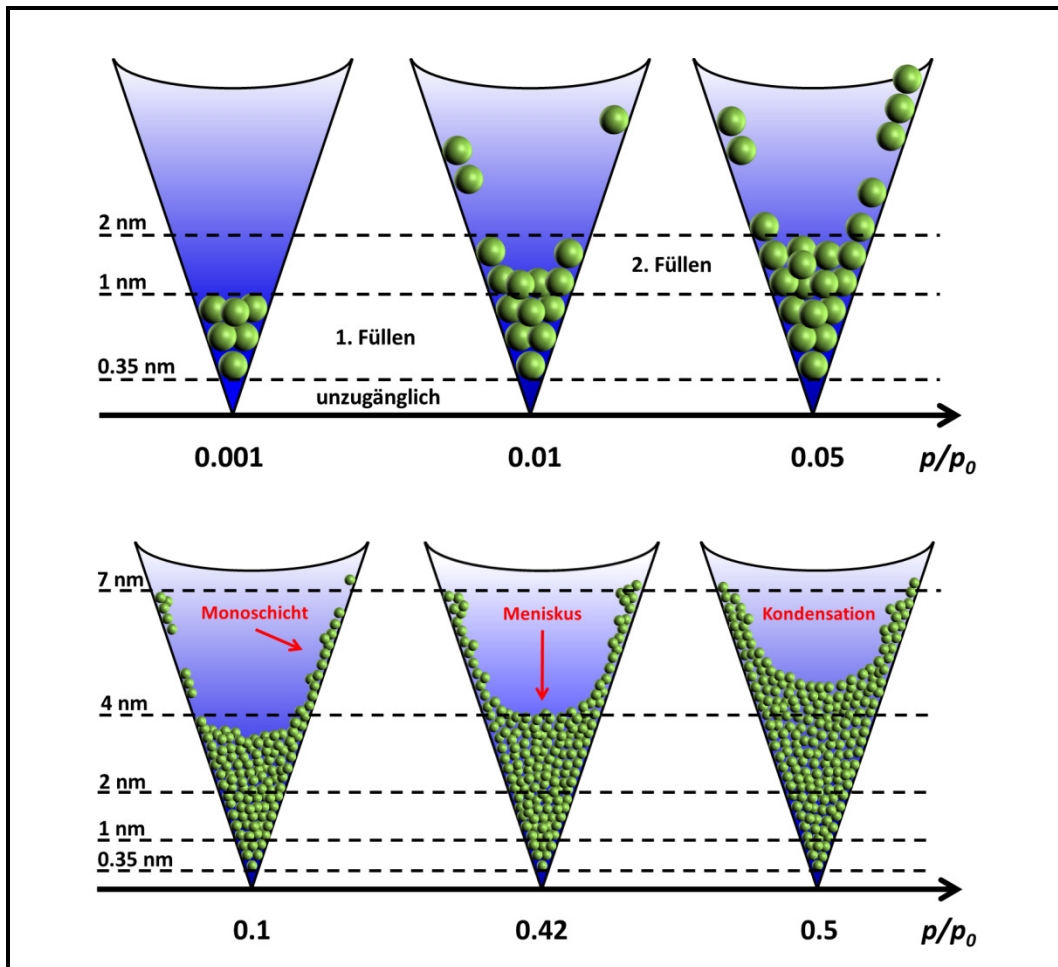 2 nm
2. Füllen
1 nm
1. Füllen
0.35 nm
unzugänglich
0.001 0.01 0.05 p/p0
7 nm
Monoschicht Meniskus Kondensation
4 nm
2 nm
1 nm
0.35 nm
0.1 0.42 0.5 p/p0